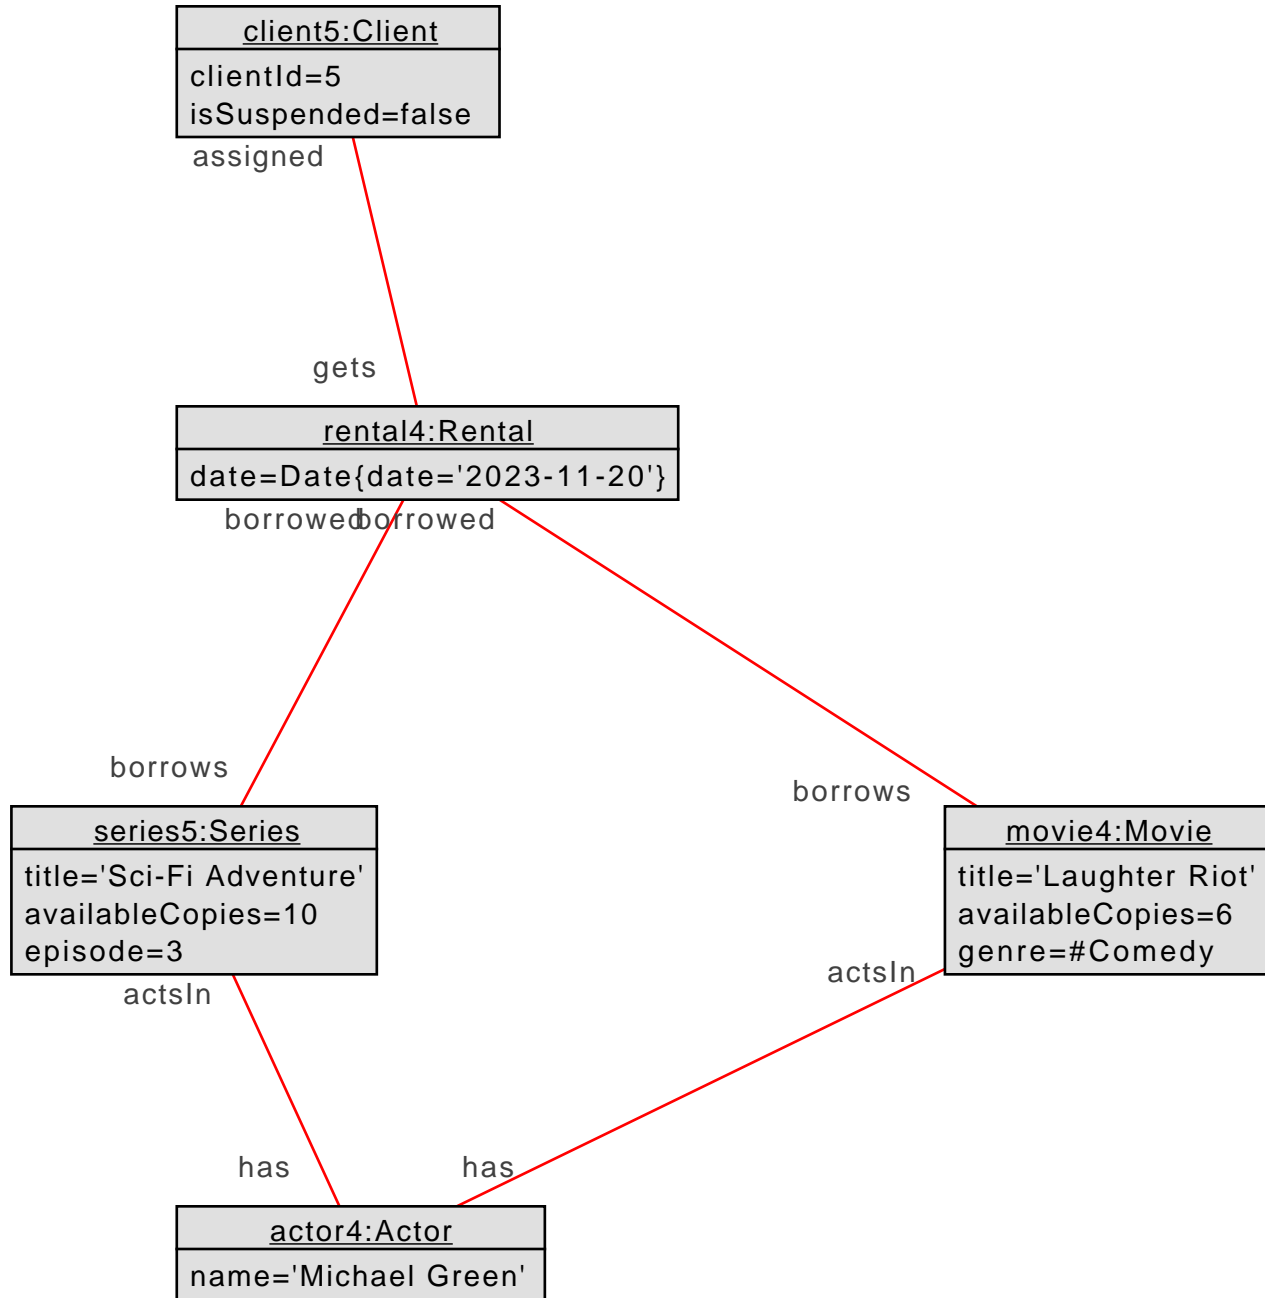 client5:Client
clientId=5
isSuspended=false
assigned
gets
rental4:Rental
date=Date{date='2023-11-20'}
borrowed borrowed
borrows
borrows
series5:Series
title='Sci-Fi Adventure'
availableCopies=10
episode=3
movie4:Movie
title='Laughter Riot'
availableCopies=6
genre=#Comedy
actsIn
actsIn
has
has
actor4:Actor
name='Michael Green'